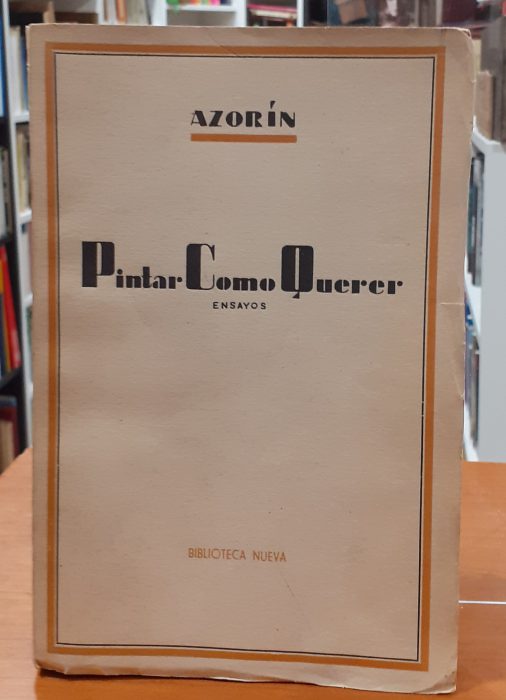 AZORÍN
Pintar Como Querer
ENSAYOS
BIBLIOTECA NUEVA